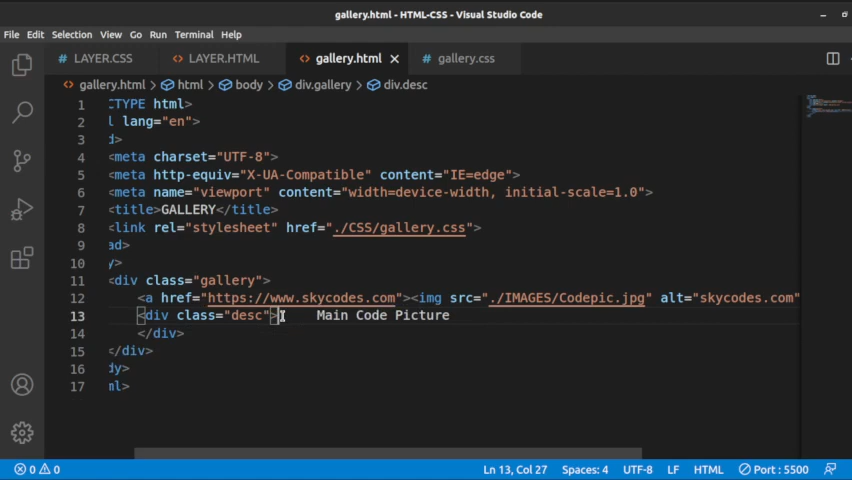 gallery.html - HTML-CSS - Visual Studio Code
File Edit Selection View Go Run Terminal Help
LAYER.CSS LAYER.HTML gallery.html gallery.css
gallery.html > html > body > div.gallery > div.desc
1 CTYPE html>
2 l lang="en">
3 d>
4 <meta charset="UTF-8">
5 <meta http-equiv="X-UA-Compatible" content="IE=edge">
6 <meta name="viewport" content="width=device-width, initial-scale=1.0">
7 <title>GALLERY</title>
8 <link rel="stylesheet" href="./CSS/gallery.css">
9 ad>
10 y>
11 <div class="gallery">
12 <a href="https://www.skycodes.com"><img src="./IMAGES/Codepic.jpg" alt="skycodes.com"
13 <div class="desc"> Main Code Picture
14 </div>
15 </div>
16 dy>
17 ml>
0 0 Ln 13, Col 27 Spaces: 4 UTF-8 LF HTML Port : 5500